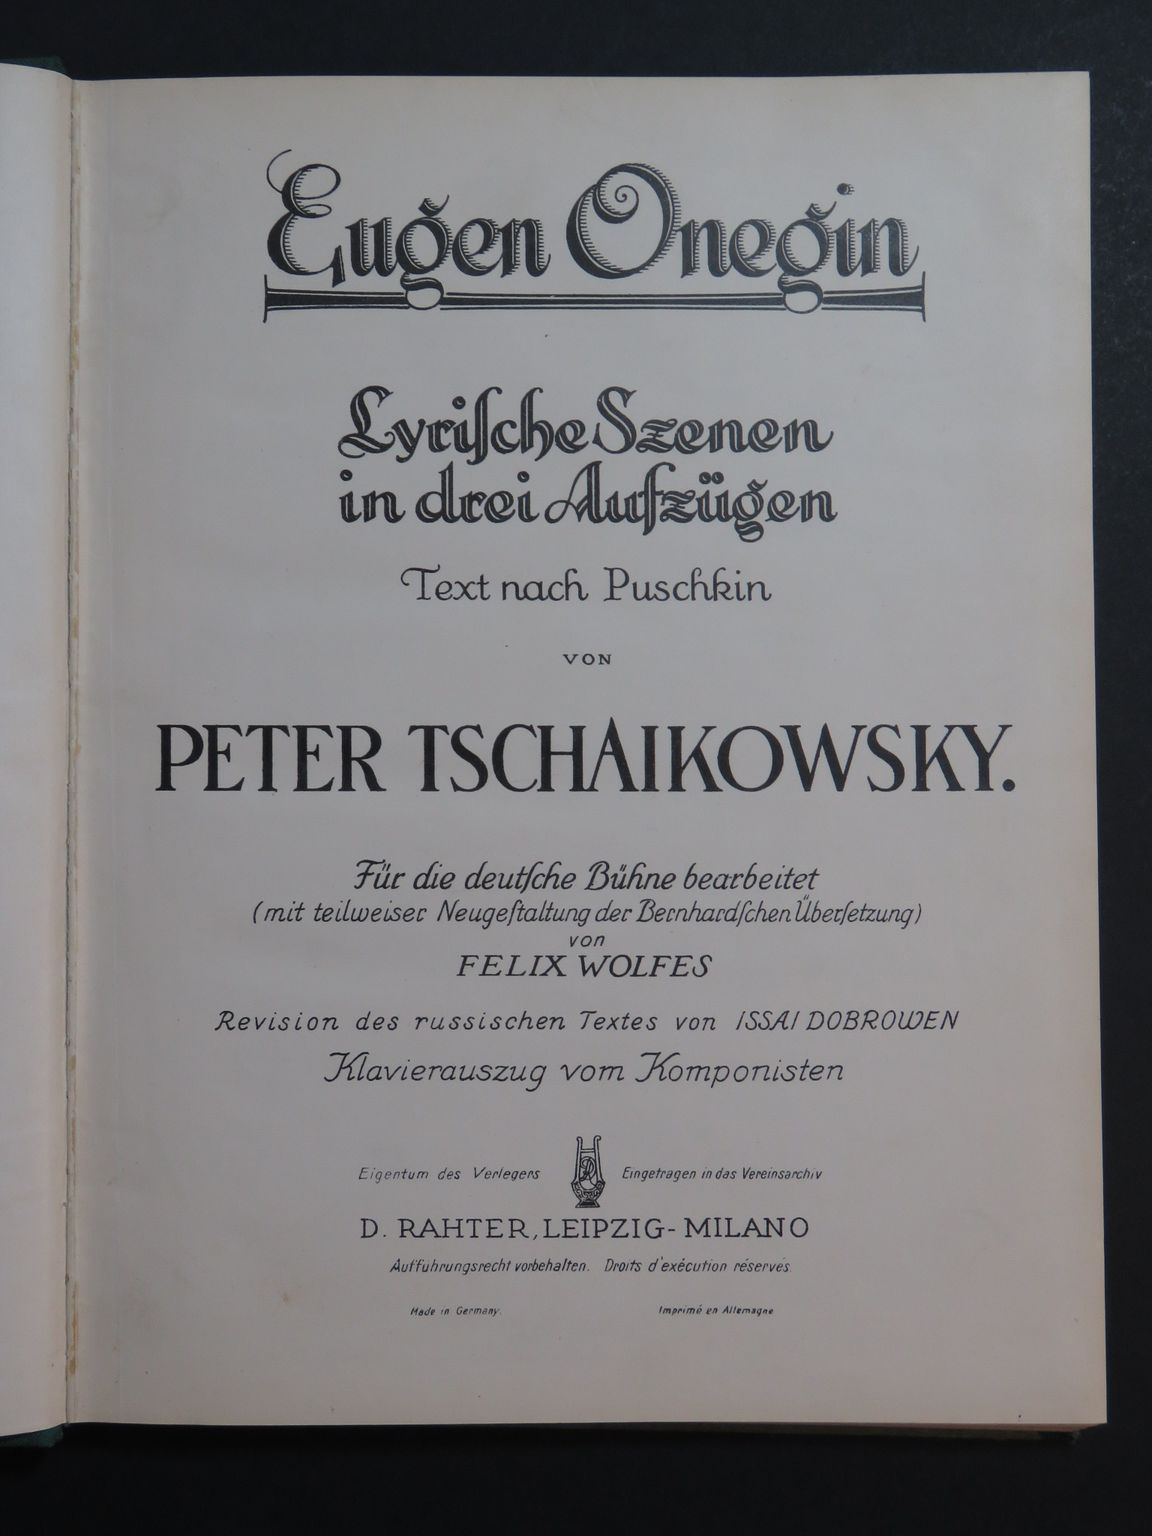 Eugen Onegin
Lyriſche Szenen
in drei Aufzügen
Text nach Puschkin
VON
PETER TSCHAIKOWSKY.
Für die deutſche Bühne bearbeitet
(mit teilweiser Neugeſtaltung der Bernhardſchen Überſetzung)
von
FELIX WOLFES
Revision des russischen Textes von ISSAI DOBROWEN
Klavierauszug vom Komponisten
Eigentum des Verlegers Eingetragen in das Vereinsarchiv
D. RAHTER, LEIPZIG - MILANO
Aufführungsrecht vorbehalten. Droits d'exécution réservés.
Made in Germany. Imprimé en Allemagne